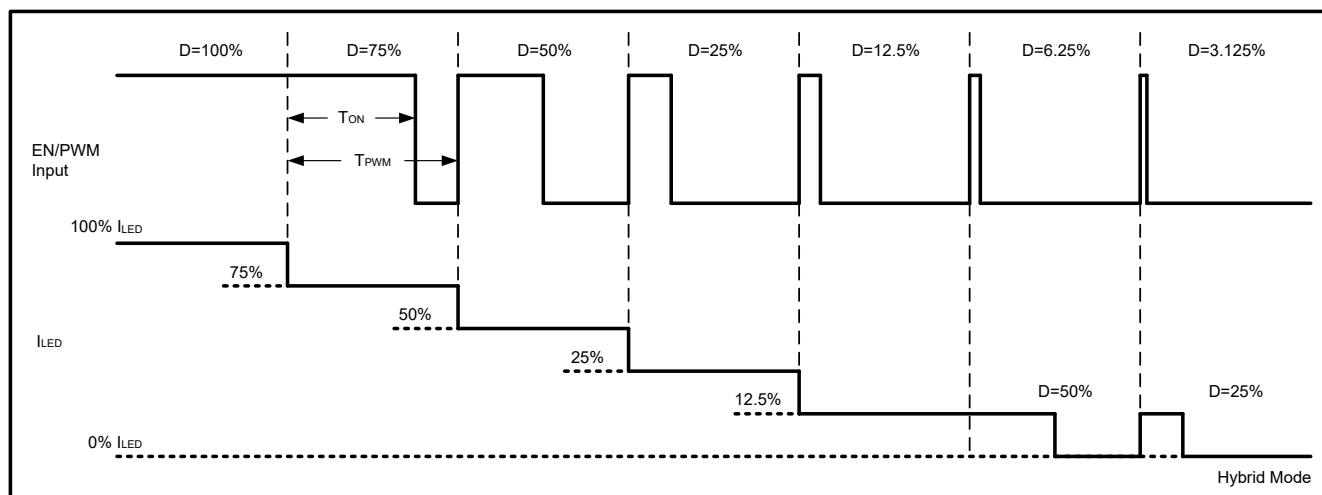 D=100%
D=75%
D=50%
D=25%
D=12.5%
D=6.25%
D=3.125%
TON
TPWM
EN/PWM
Input
100% ILED
75%
50%
ILED
25%
12.5%
D=50%
D=25%
0% ILED
Hybrid Mode